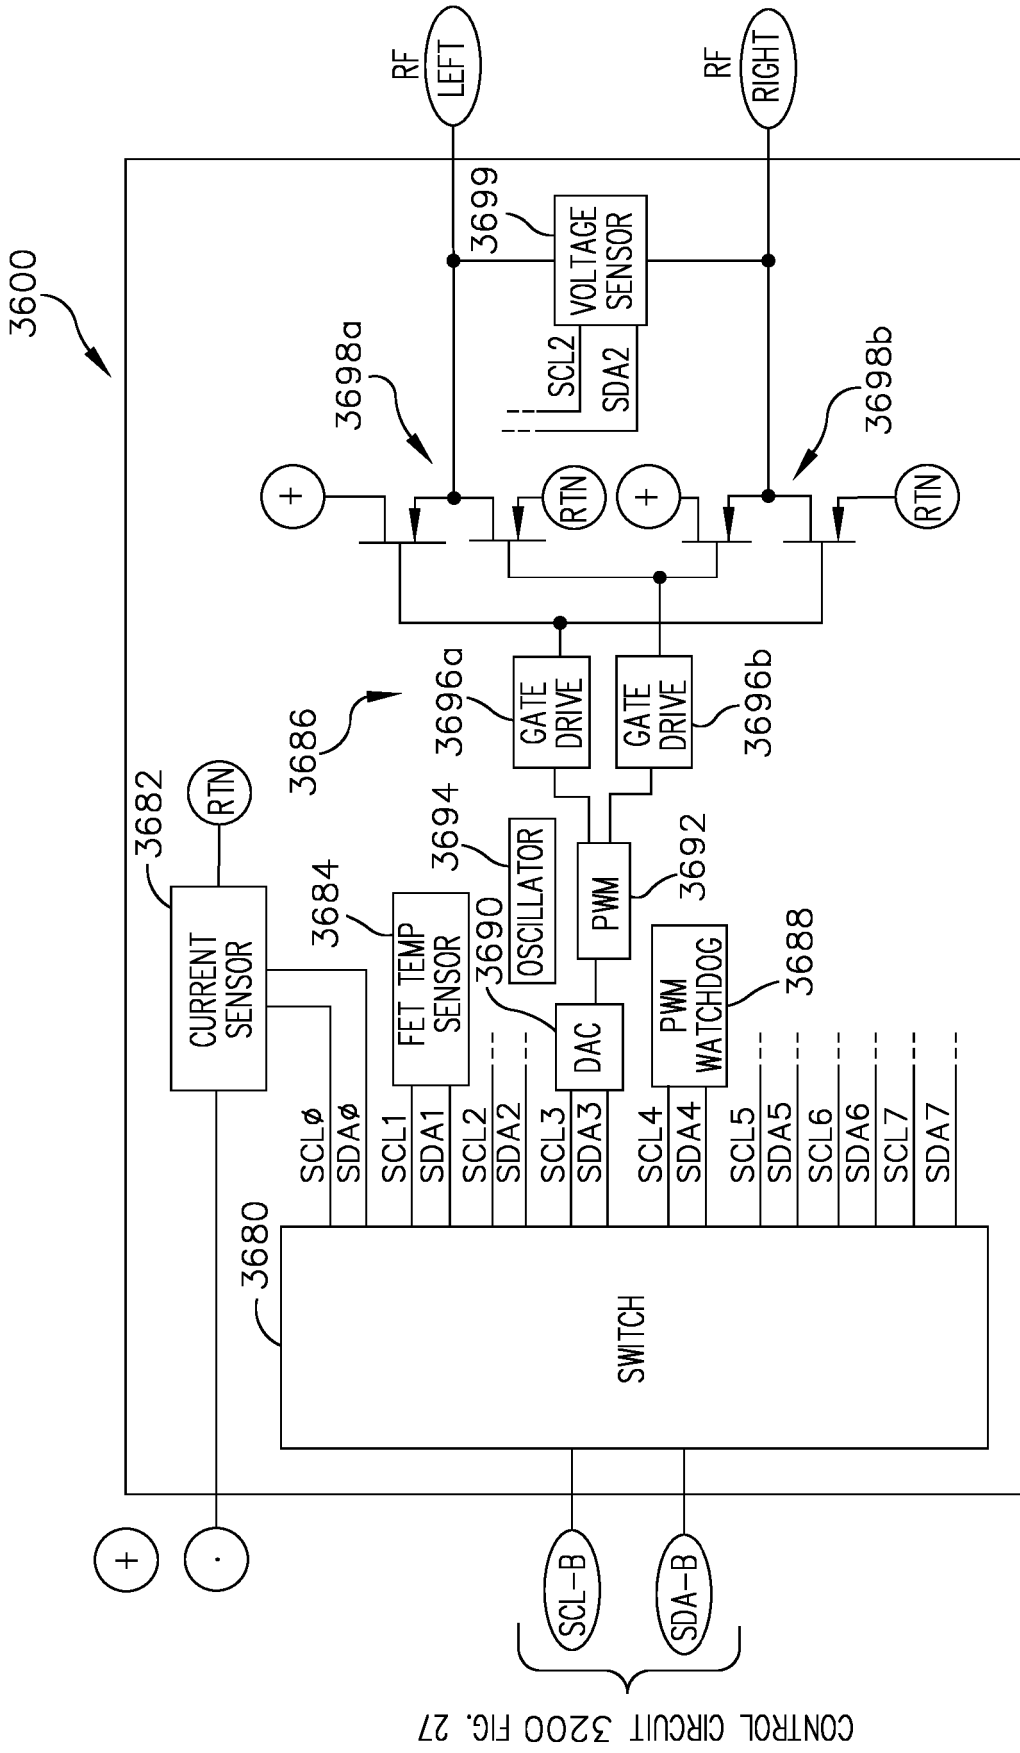 3600
3682
CURRENT
SENSOR
RTN
+
·
3684
FET TEMP
SENSOR
3694
OSCILLATOR
3690
DAC
PWM
3692
PWM
WATCHDOG
3688
3686
3696a
GATE
DRIVE
GATE
DRIVE
3696b
+
3698a
RTN
+
3698b
RTN
3699
VOLTAGE
SENSOR
SCL2
SDA2
RF
LEFT
RF
RIGHT
3680
SWITCH
SCLØ
SDAØ
SCL1
SDA1
SCL2
SDA2
SCL3
SDA3
SCL4
SDA4
SCL5
SDA5
SCL6
SDA6
SCL7
SDA7
SCL-B
SDA-B
CONTROL CIRCUIT 3200 FIG. 27